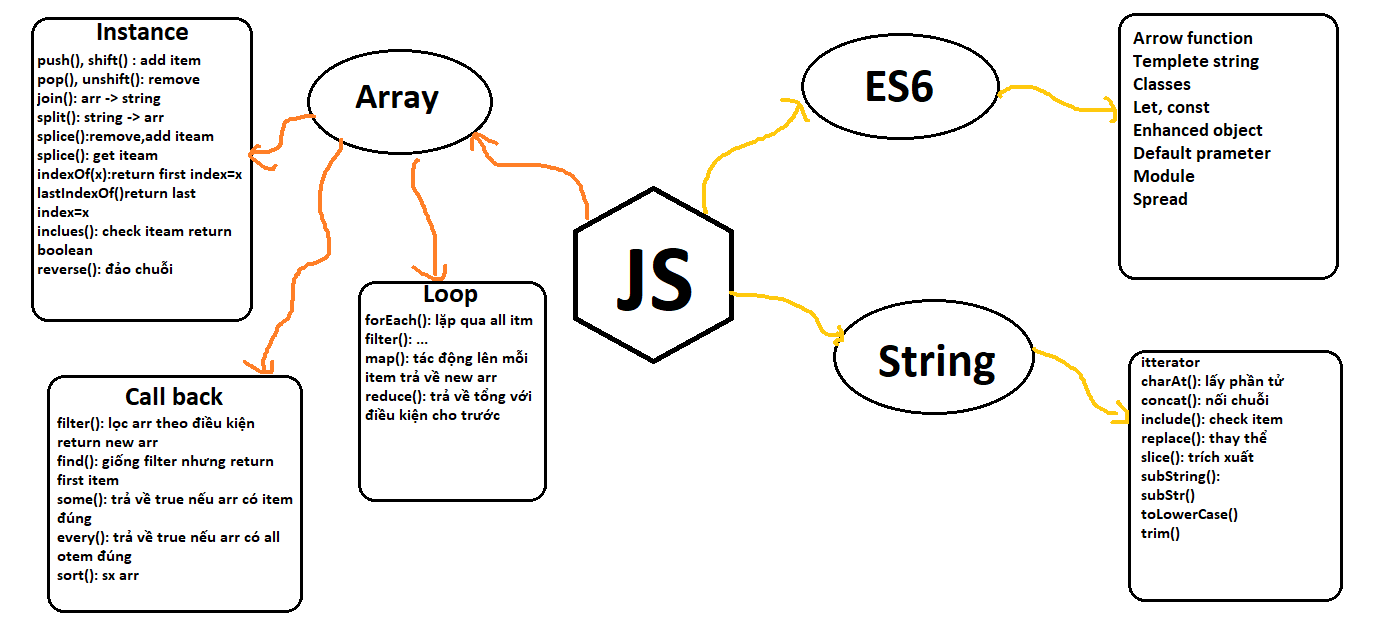 Instance
push(), shift() : add item
pop(), unshift(): remove
join(): arr -> string
split(): string -> arr
splice():remove,add iteam
splice(): get iteam
indexOf(x):return first index=x
lastIndexOf()return last
index=x
inclues(): check iteam return
boolean
reverse(): đảo chuỗi
Array
Call back
filter(): lọc arr theo điều kiện
return new arr
find(): giống filter nhưng return
first item
some(): trả về true nếu arr có item
đúng
every(): trả về true nếu arr có all
otem đúng
sort(): sx arr
Loop
forEach(): lặp qua all itm
filter(): ...
map(): tác động lên mỗi
item trả về new arr
reduce(): trả về tổng với
điều kiện cho trước
JS
ES6
Arrow function
Templete string
Classes
Let, const
Enhanced object
Default prameter
Module
Spread
String
itterator
charAt(): lấy phần tử
concat(): nối chuỗi
include(): check item
replace(): thay thể
slice(): trích xuất
subString():
subStr()
toLowerCase()
trim()